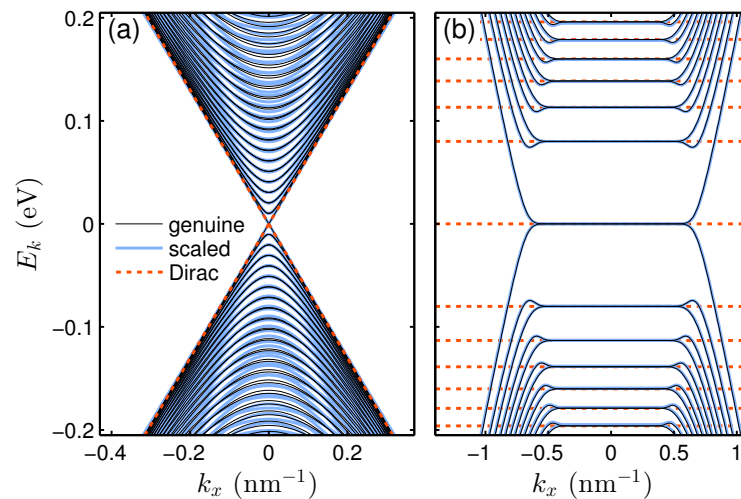 (a)
(b)
0.2
0.1
0
−0.1
−0.2
E_k (eV)
genuine
scaled
Dirac
−0.4 −0.2 0 0.2
−1 −0.5 0 0.5 1
k_x (nm⁻¹)
k_x (nm⁻¹)